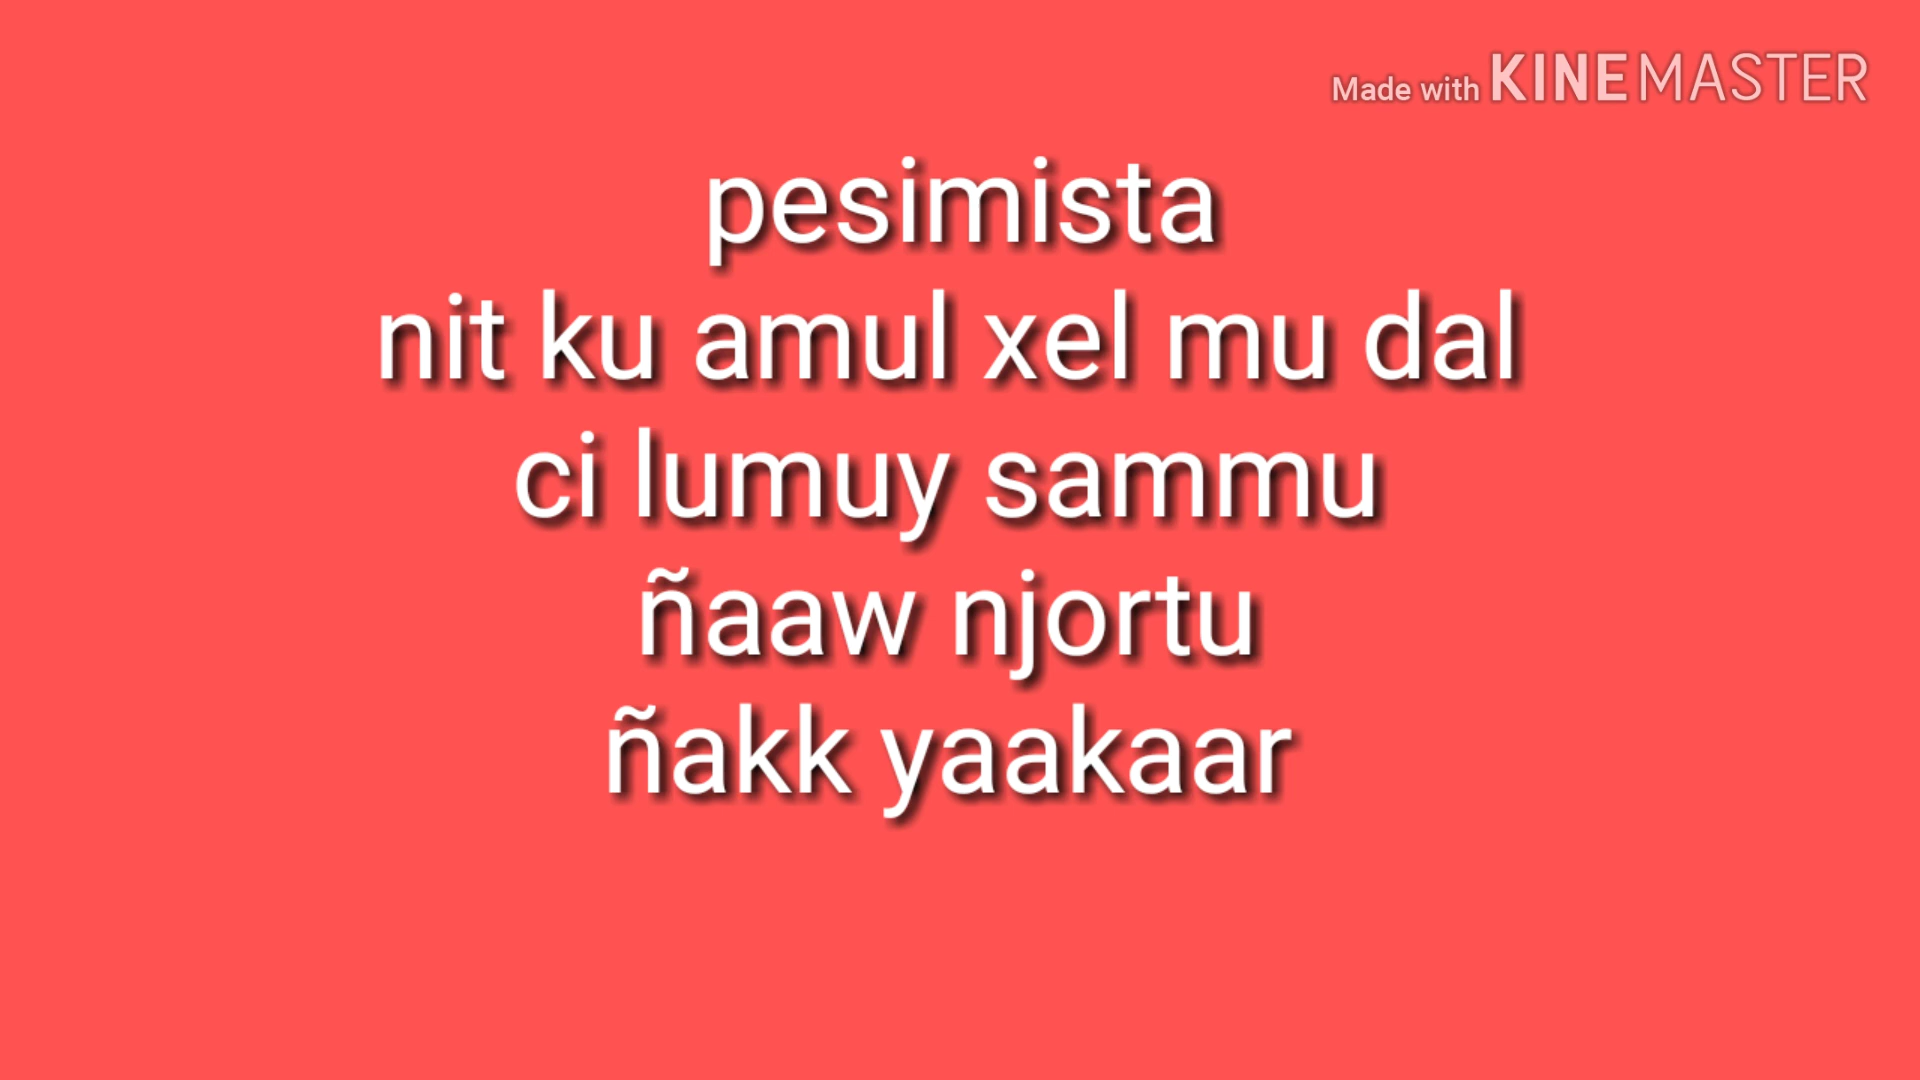 Made with KINEMASTER
pesimista
nit ku amul xel mu dal
ci lumuy sammu
ñaaw njortu
ñakk yaakaar